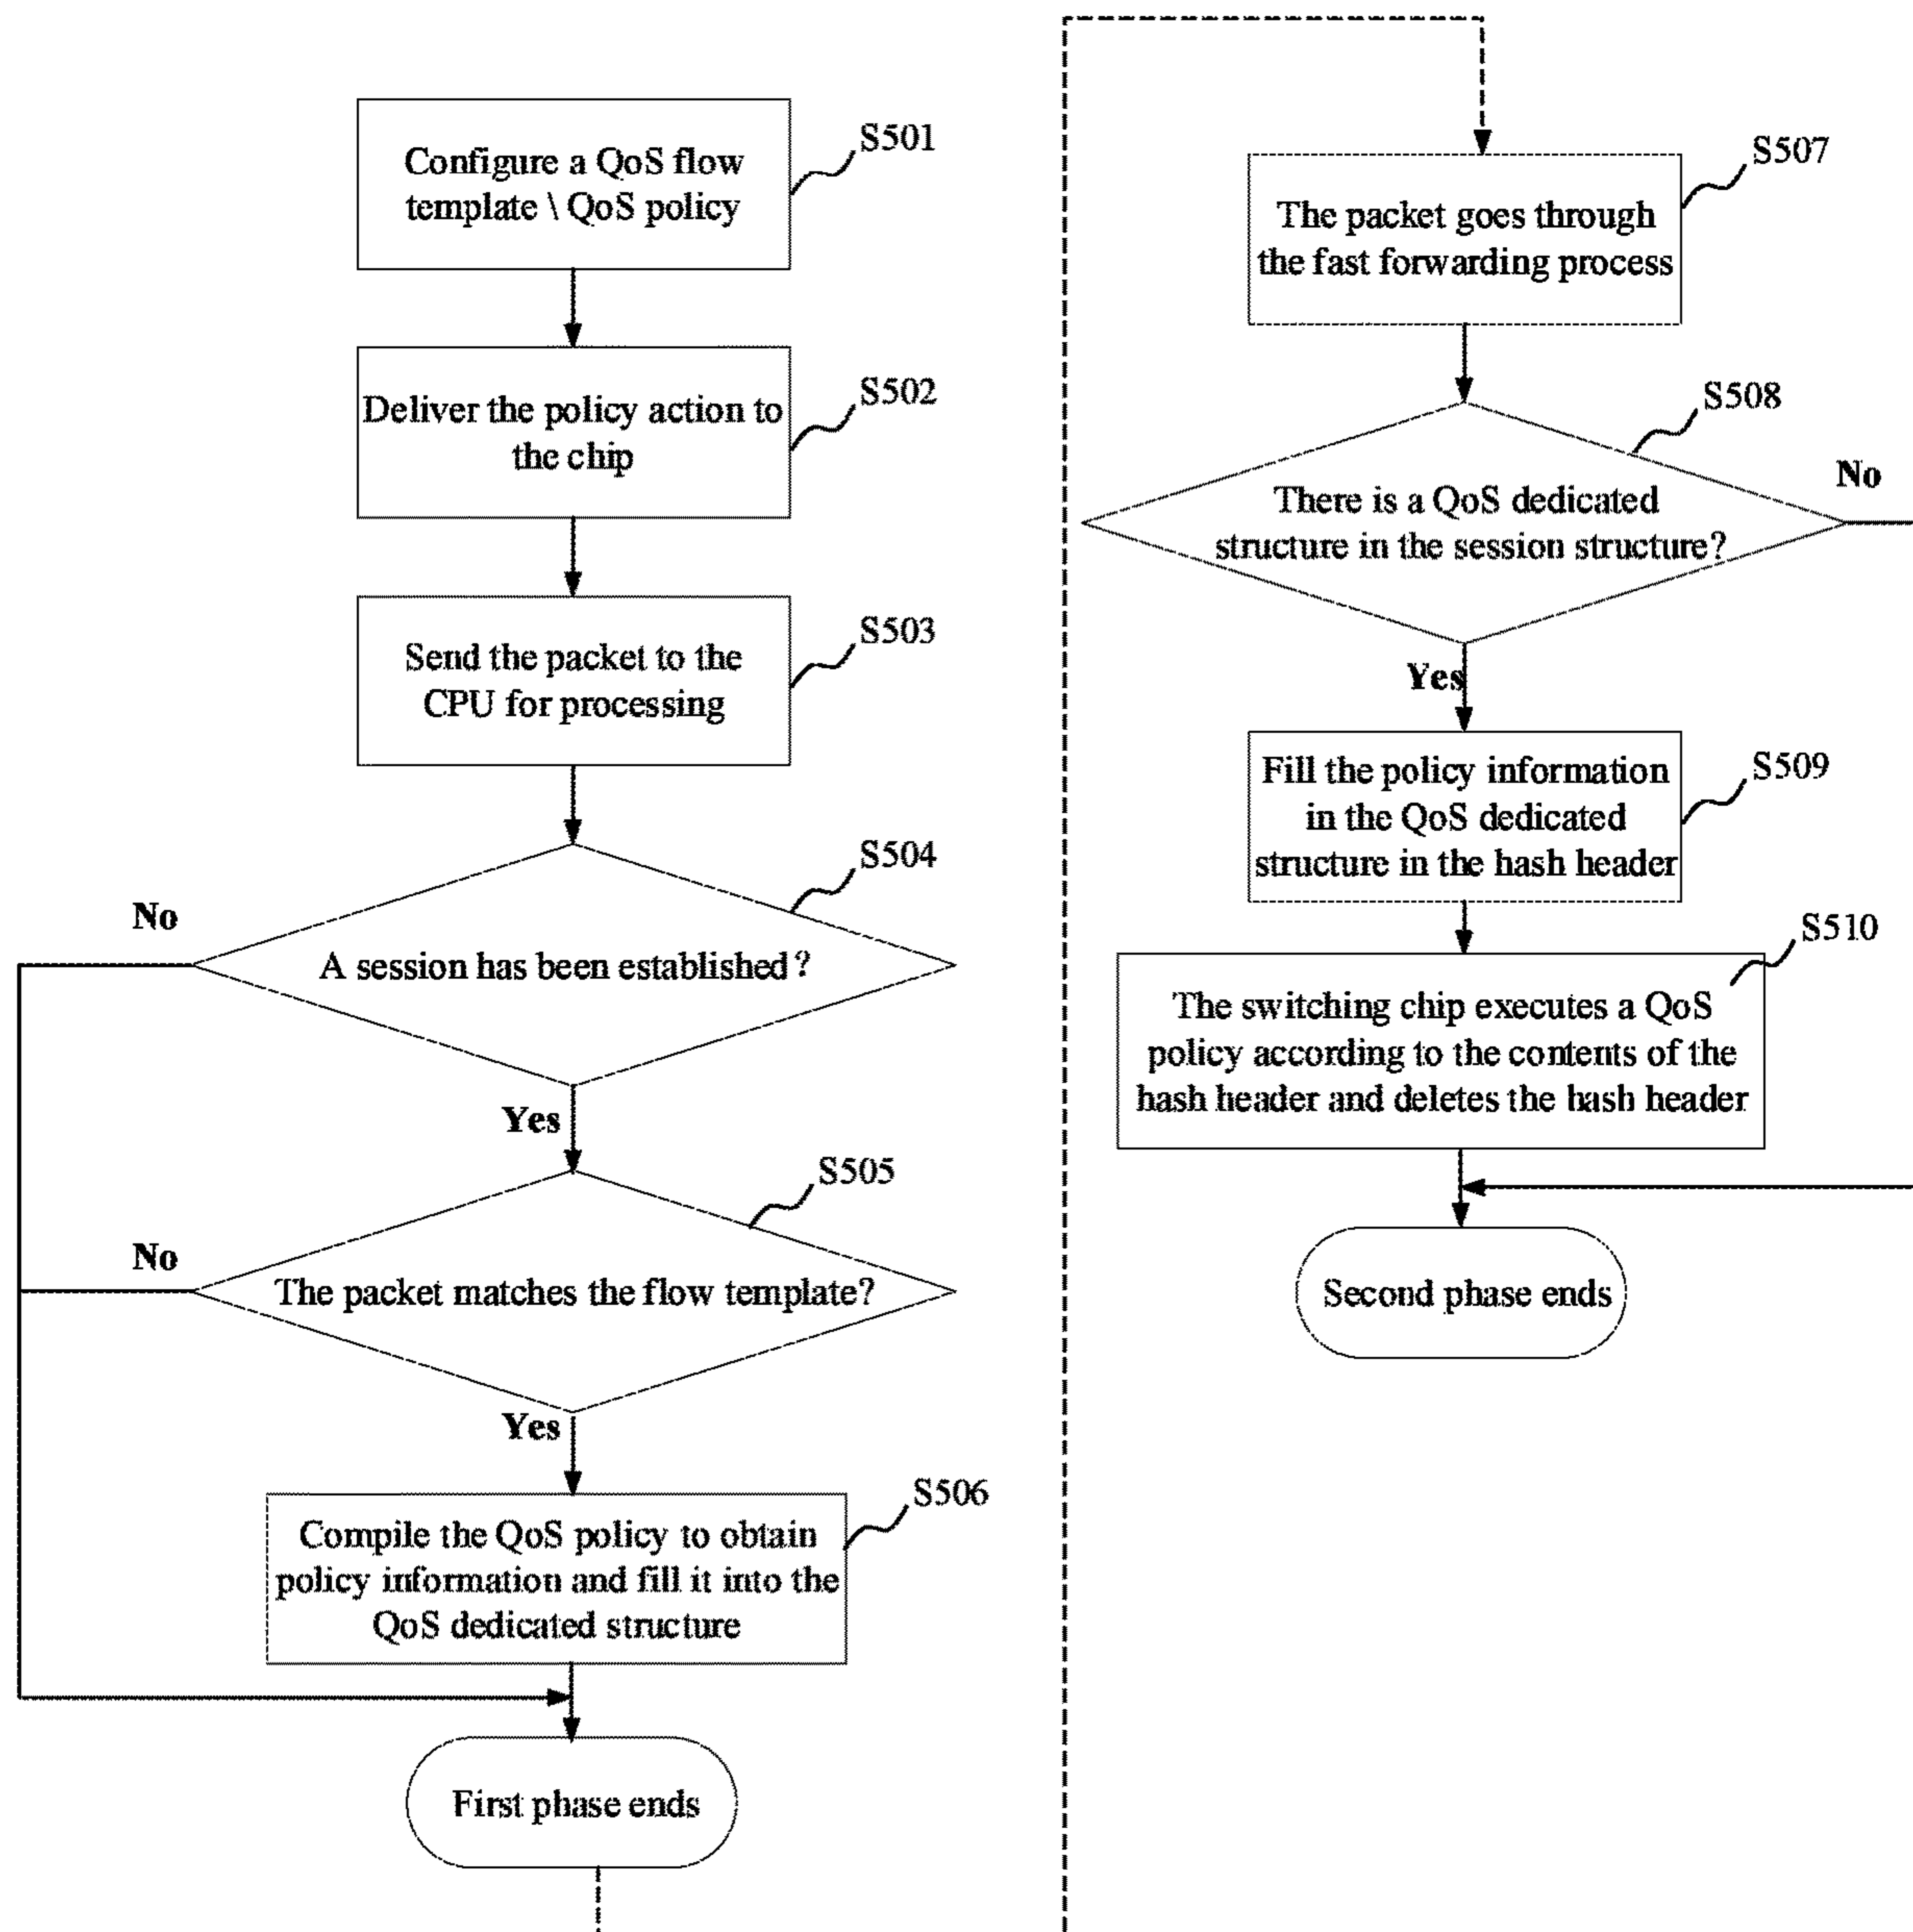 Configure a QoS flow
template \ QoS policy
S501
Deliver the policy action to
the chip
S502
Send the packet to the
CPU for processing
S503
A session has been established?
S504
No
Yes
The packet matches the flow template?
S505
No
Yes
Compile the QoS policy to obtain
policy information and fill it into the
QoS dedicated structure
S506
First phase ends
The packet goes through
the fast forwarding process
S507
There is a QoS dedicated
structure in the session structure?
S508
No
Yes
Fill the policy information
in the QoS dedicated
structure in the hash header
S509
The switching chip executes a QoS
policy according to the contents of the
hash header and deletes the hash header
S510
Second phase ends